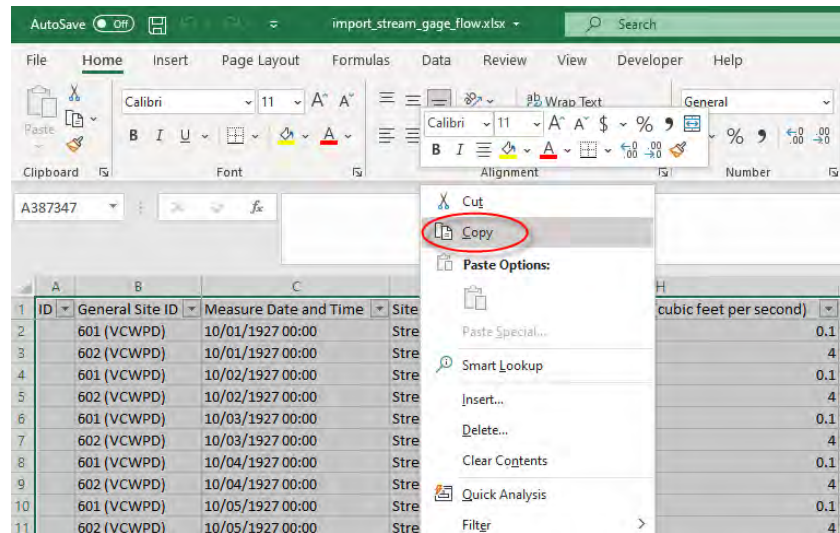 AutoSave Off import_stream_gage_flow.xlsx Search
File Home Insert Page Layout Formulas Data Review View Developer Help
Paste Calibri 11 A A ab Wrap Text General
B I U A % 9 .00
Calibri 11 A A $ % 9
B I A .00
Clipboard Font Alignment Number
A387347 fx
Cut
Copy
Paste Options:
Paste Special...
Smart Lookup
Insert...
Delete...
Clear Contents
Quick Analysis
Filter
A B C H
1 ID General Site ID Measure Date and Time Site cubic feet per second)
2 601 (VCWPD) 10/01/1927 00:00 Stre 0.1
3 602 (VCWPD) 10/01/1927 00:00 Stre 4
4 601 (VCWPD) 10/02/1927 00:00 Stre 0.1
5 602 (VCWPD) 10/02/1927 00:00 Stre 4
6 601 (VCWPD) 10/03/1927 00:00 Stre 0.1
7 602 (VCWPD) 10/03/1927 00:00 Stre 4
8 601 (VCWPD) 10/04/1927 00:00 Stre 0.1
9 602 (VCWPD) 10/04/1927 00:00 Stre 4
10 601 (VCWPD) 10/05/1927 00:00 Stre 0.1
11 602 (VCWPD) 10/05/1927 00:00 Stre 4